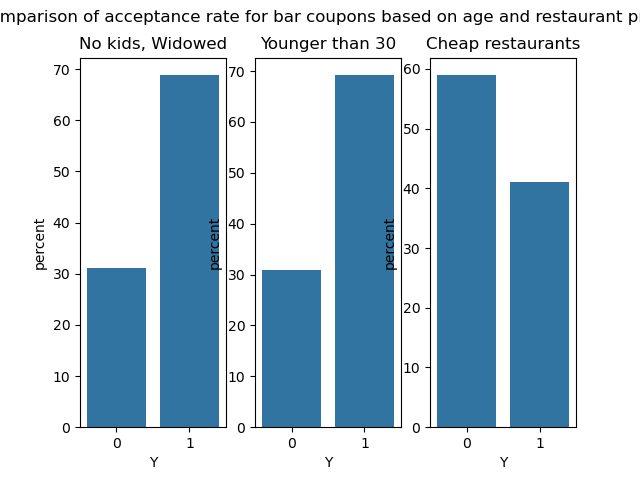 mparison of acceptance rate for bar coupons based on age and restaurant p
No kids, Widowed Younger than 30 Cheap restaurants
70 70 60
60 60 50
50 50 40
40 40 30
30 30 20
20 20 10
10 10 0
0 0
percent percent percent
0 1 0 1 0 1
Y Y Y